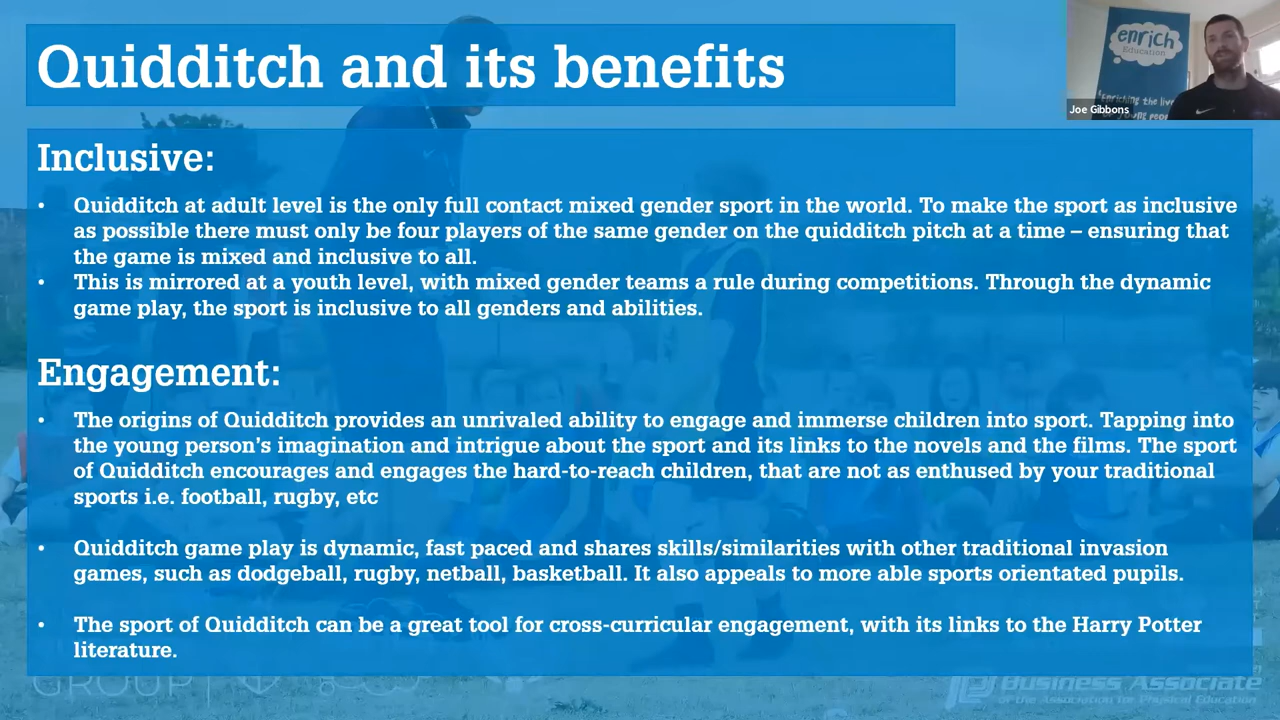 Quidditch and its benefits
enrich
Education
Joe Gibbons
Inclusive:
• Quidditch at adult level is the only full contact mixed gender sport in the world. To make the sport as inclusive
as possible there must only be four players of the same gender on the quidditch pitch at a time – ensuring that
the game is mixed and inclusive to all.
• This is mirrored at a youth level, with mixed gender teams a rule during competitions. Through the dynamic
game play, the sport is inclusive to all genders and abilities.
Engagement:
• The origins of Quidditch provides an unrivaled ability to engage and immerse children into sport. Tapping into
the young person's imagination and intrigue about the sport and its links to the novels and the films. The sport
of Quidditch encourages and engages the hard-to-reach children, that are not as enthused by your traditional
sports i.e. football, rugby, etc
• Quidditch game play is dynamic, fast paced and shares skills/similarities with other traditional invasion
games, such as dodgeball, rugby, netball, basketball. It also appeals to more able sports orientated pupils.
• The sport of Quidditch can be a great tool for cross-curricular engagement, with its links to the Harry Potter
literature.
GROUP
Business Associate
of the Association for Physical Education